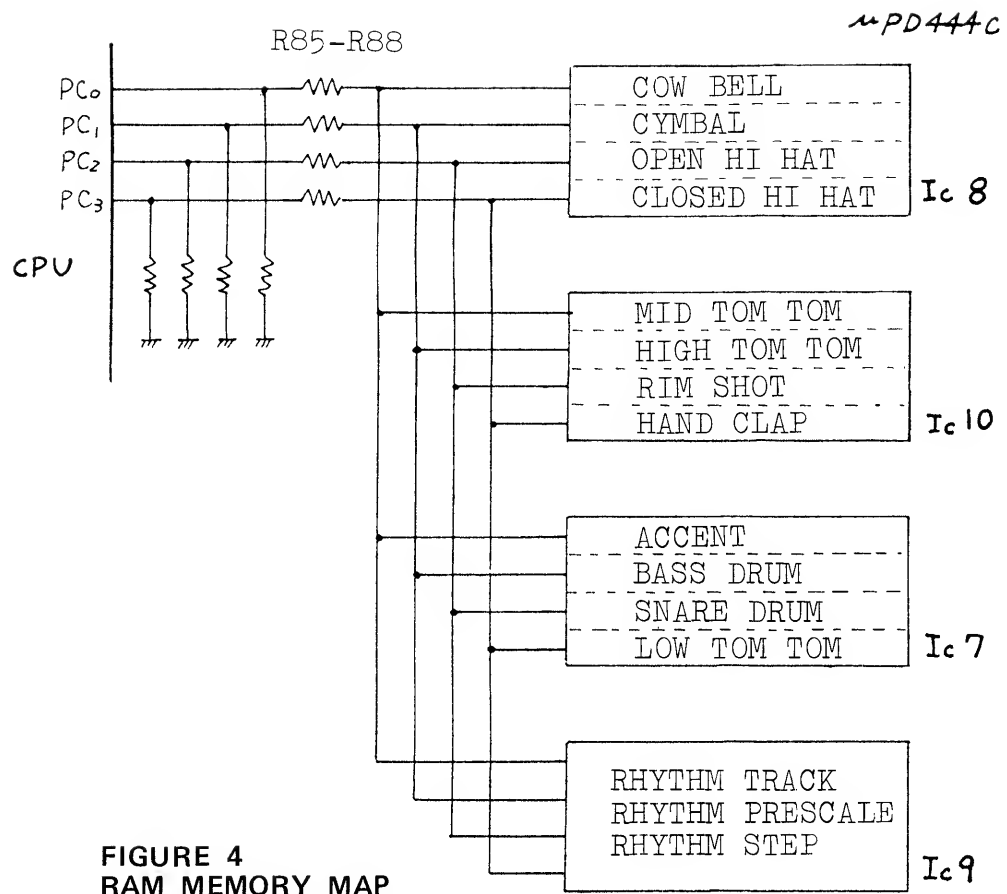 μPD444C
R85-R88
PC0
PC1
PC2
PC3
CPU
COW BELL
CYMBAL
OPEN HI HAT
CLOSED HI HAT
Ic 8
MID TOM TOM
HIGH TOM TOM
RIM SHOT
HAND CLAP
Ic 10
ACCENT
BASS DRUM
SNARE DRUM
LOW TOM TOM
Ic 7
RHYTHM TRACK
RHYTHM PRESCALE
RHYTHM STEP
Ic 9
FIGURE 4
RAM MEMORY MAP